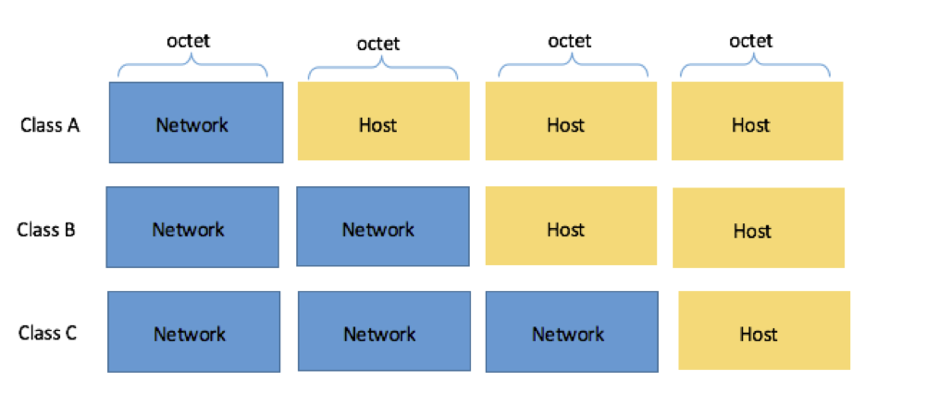 octet octet octet octet
Class A Network Host Host Host
Class B Network Network Host Host
Class C Network Network Network Host